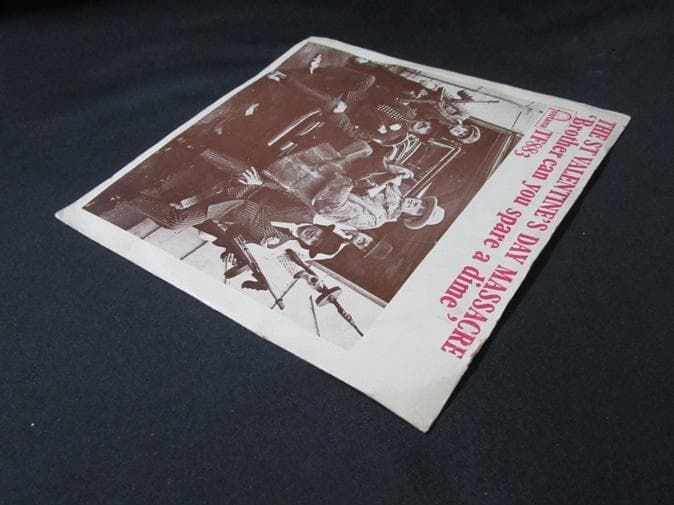 THE ST VALENTINE'S DAY MASSACRE
'Brother can you spare a dime'
fontana TF883